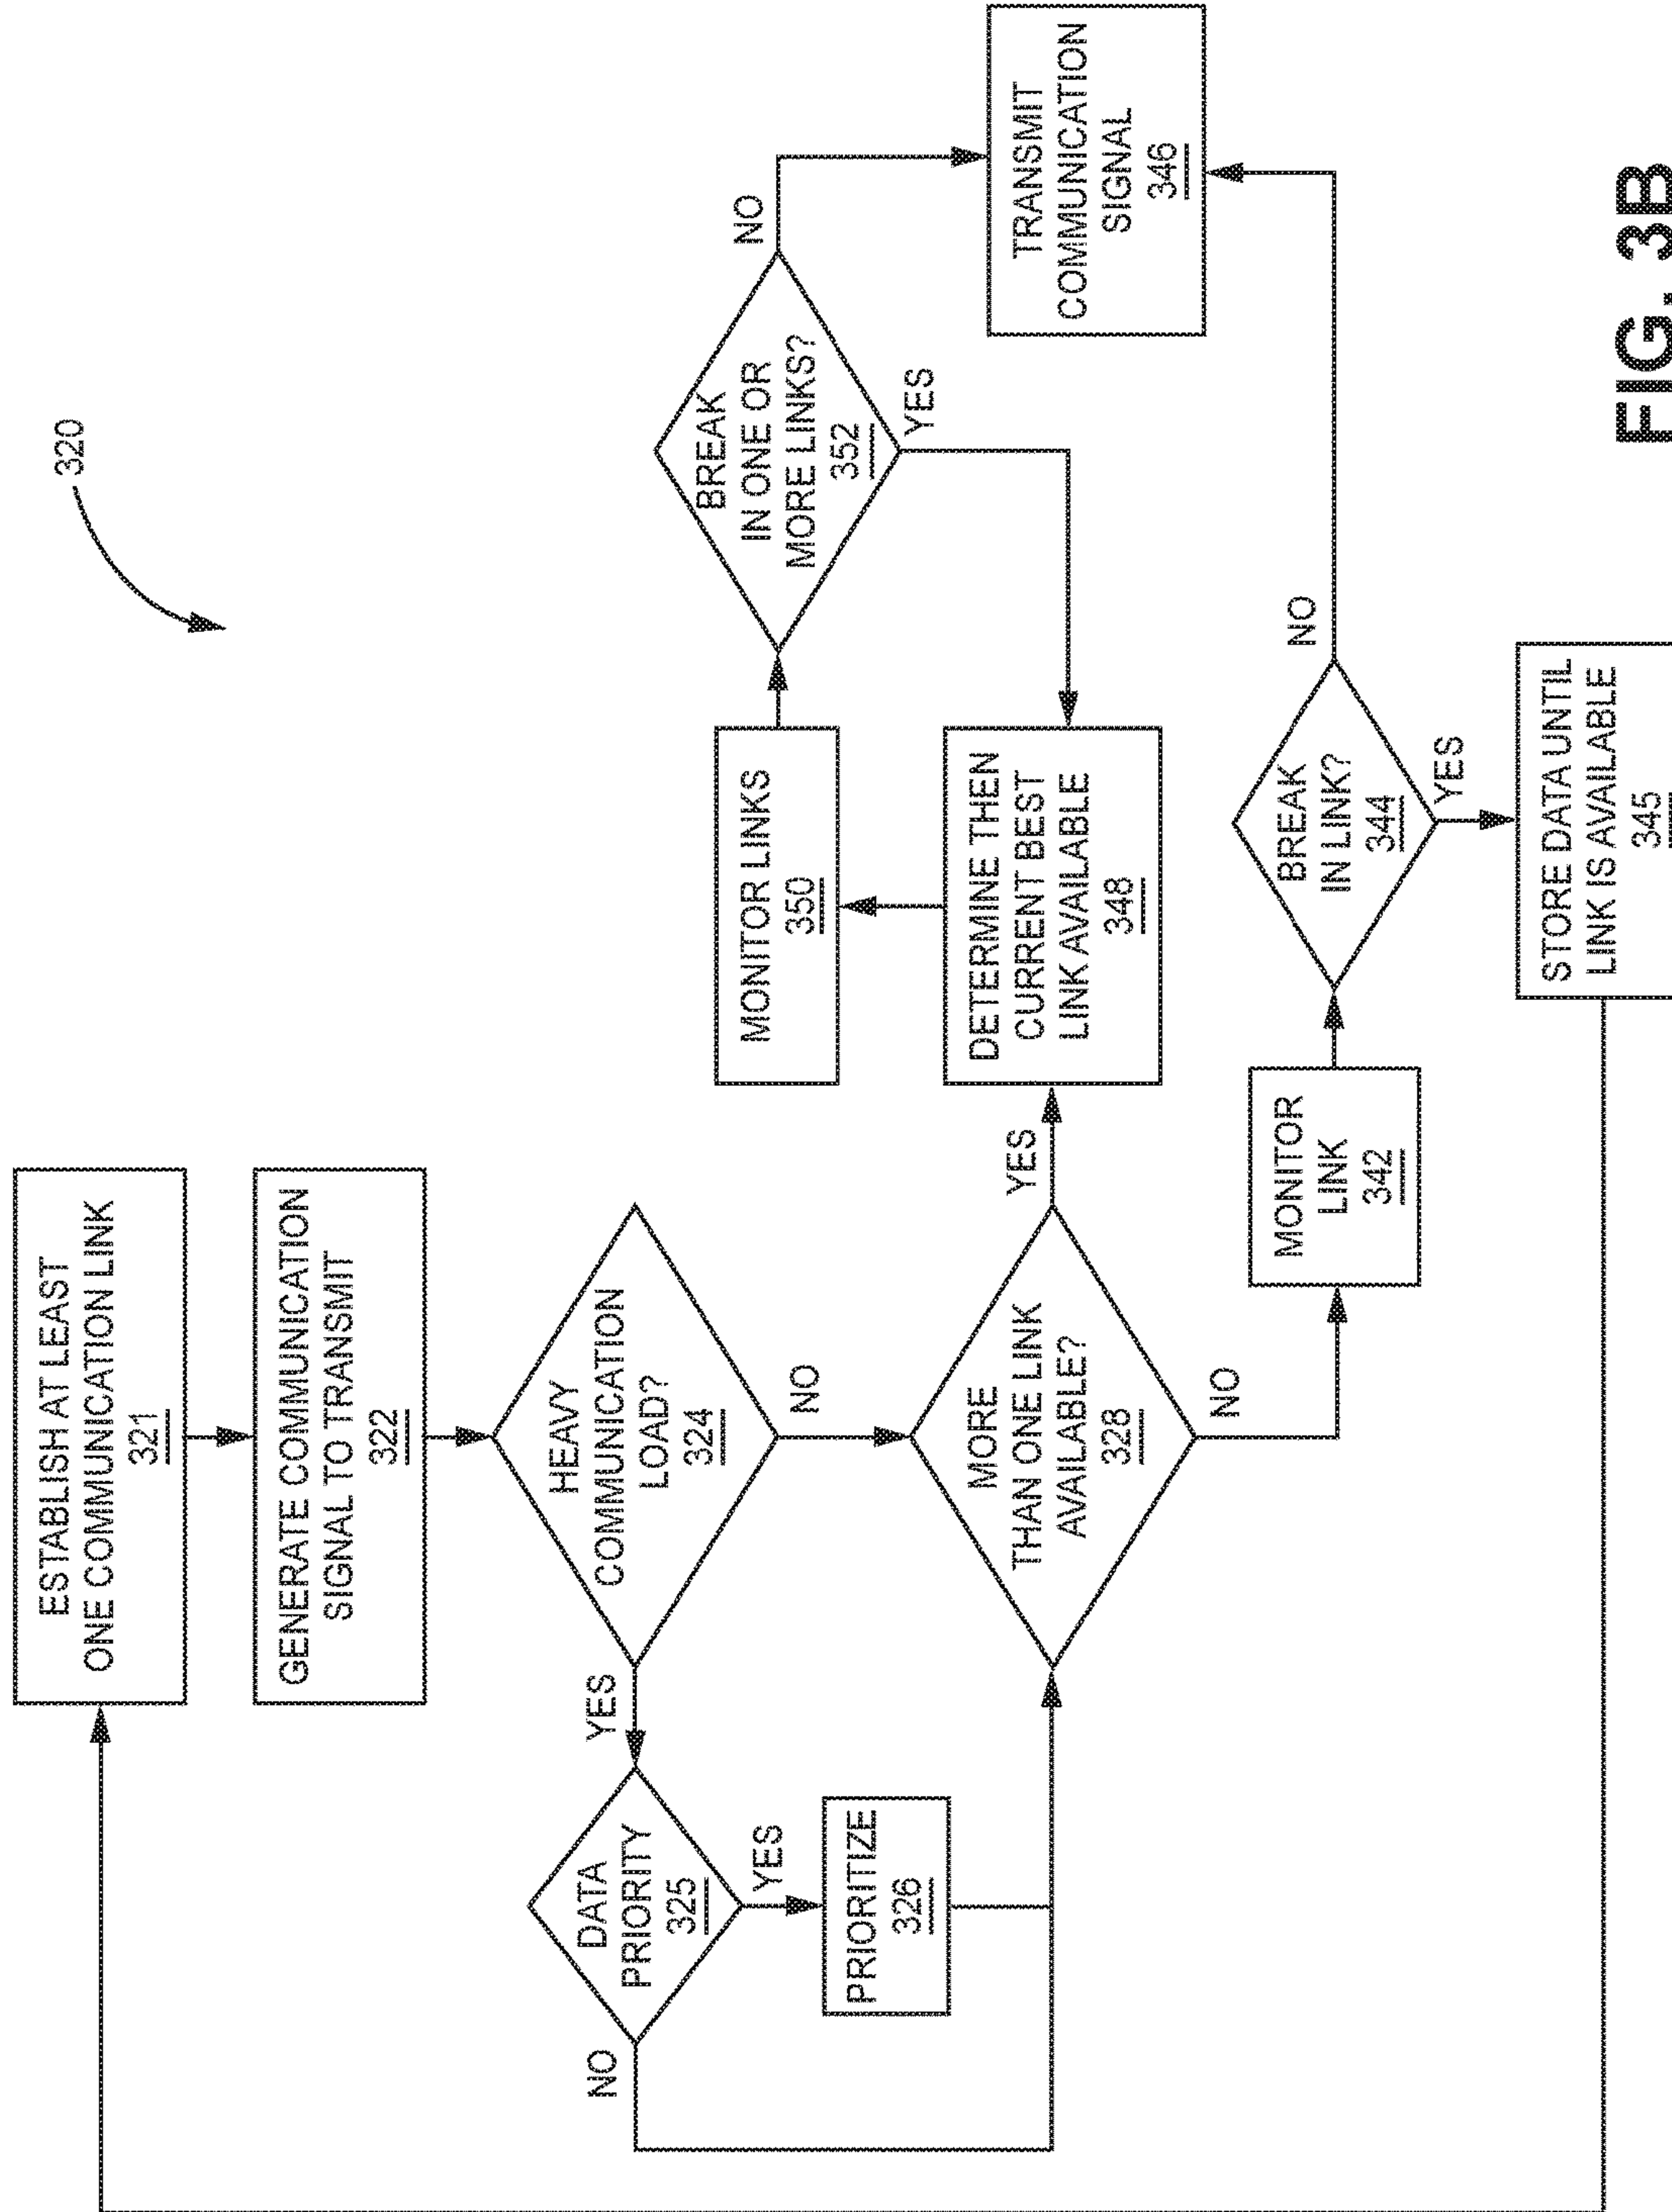 320
ESTABLISH AT LEAST
ONE COMMUNICATION LINK
321
GENERATE COMMUNICATION
SIGNAL TO TRANSMIT
322
HEAVY
COMMUNICATION
LOAD?
324
YES
NO
DATA
PRIORITY
325
NO
YES
PRIORITIZE
326
MORE
THAN ONE LINK
AVAILABLE?
328
YES
NO
MONITOR LINKS
350
DETERMINE THEN
CURRENT BEST
LINK AVAILABLE
348
BREAK
IN ONE OR
MORE LINKS?
352
NO
YES
TRANSMIT
COMMUNICATION
SIGNAL
346
MONITOR
LINK
342
BREAK
IN LINK?
344
NO
YES
STORE DATA UNTIL
LINK IS AVAILABLE
345
FIG. 3B